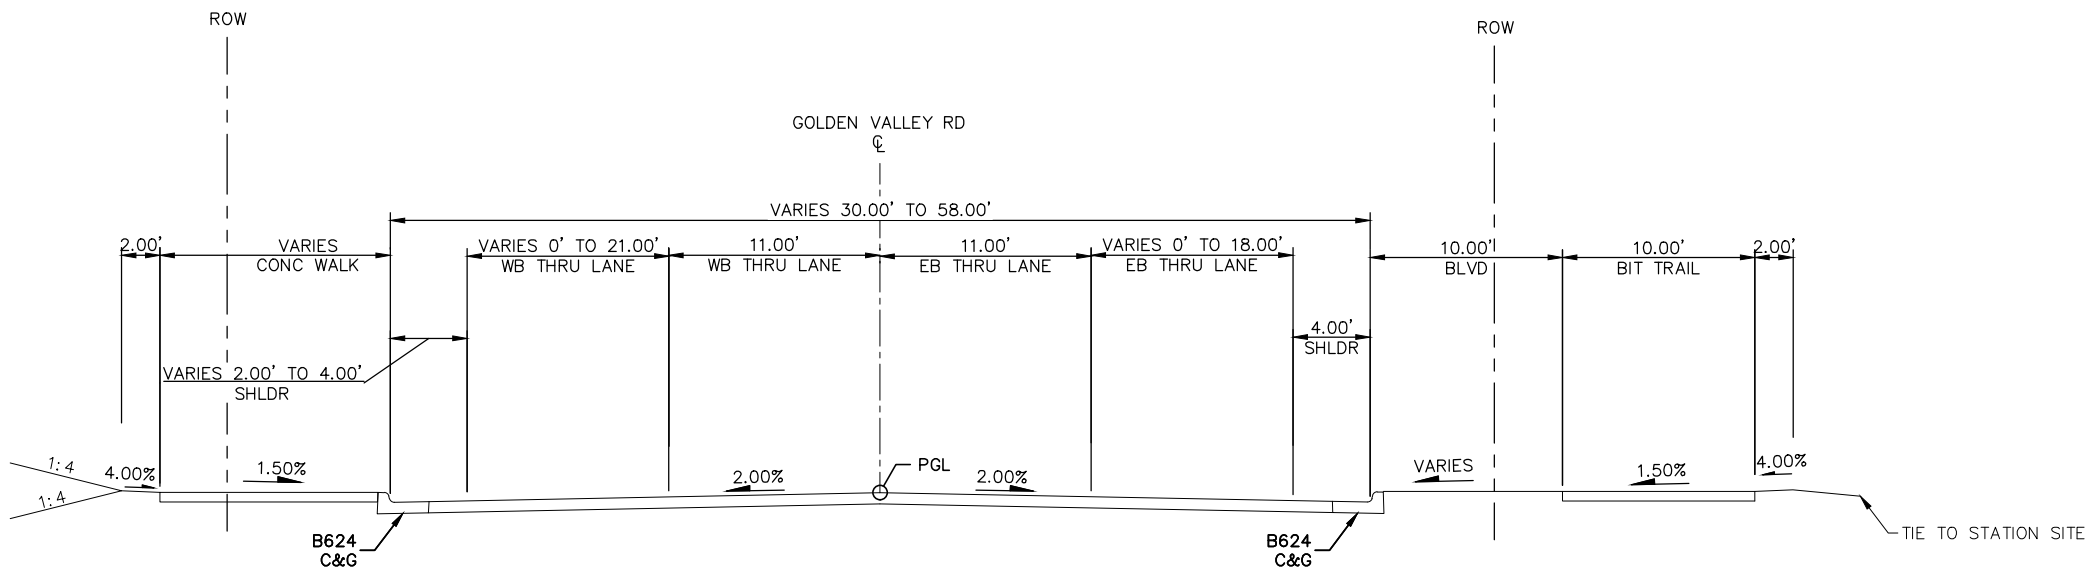 ROW
ROW
GOLDEN VALLEY RD
℄
VARIES 30.00' TO 58.00'
2.00'
VARIES
CONC WALK
VARIES 0' TO 21.00'
WB THRU LANE
11.00'
WB THRU LANE
11.00'
EB THRU LANE
VARIES 0' TO 18.00'
EB THRU LANE
10.00'
BLVD
10.00'
BIT TRAIL
2.00'
4.00'
SHLDR
VARIES 2.00' TO 4.00'
SHLDR
1:4
1:4
4.00%
1.50%
2.00%
PGL
2.00%
VARIES
1.50%
4.00%
B624
C&G
B624
C&G
TIE TO STATION SITE